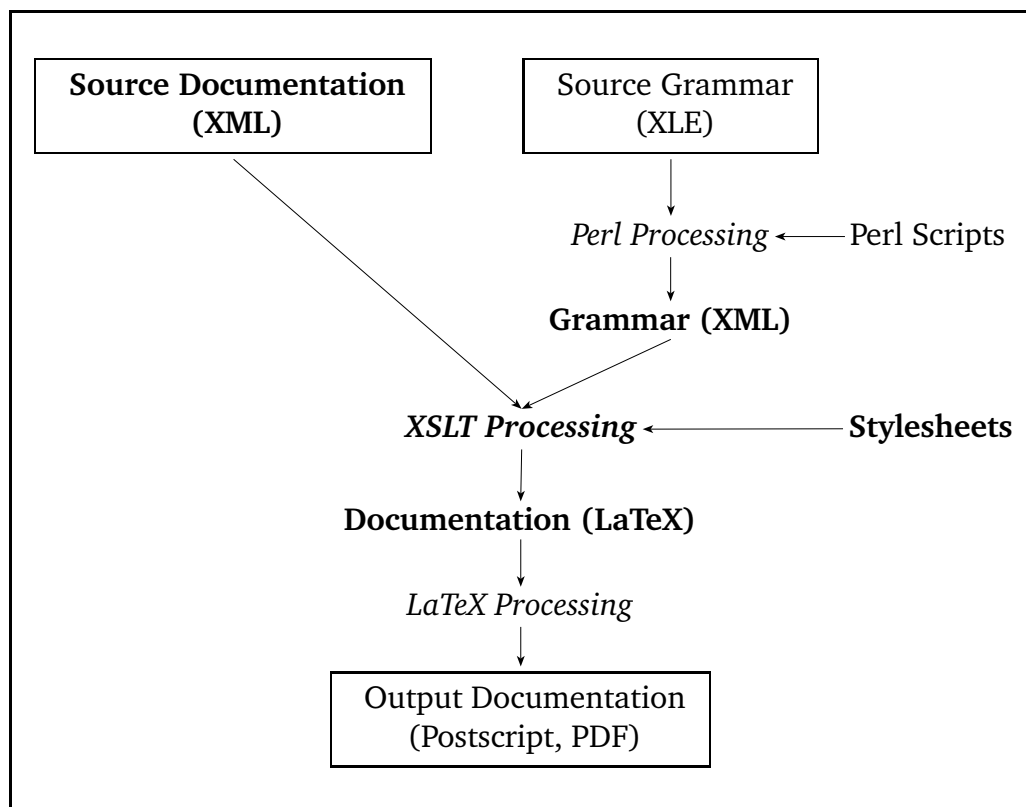 Source Documentation
(XML)
Source Grammar
(XLE)
Perl Processing
Perl Scripts
Grammar (XML)
XSLT Processing
Stylesheets
Documentation (LaTeX)
LaTeX Processing
Output Documentation
(Postscript, PDF)